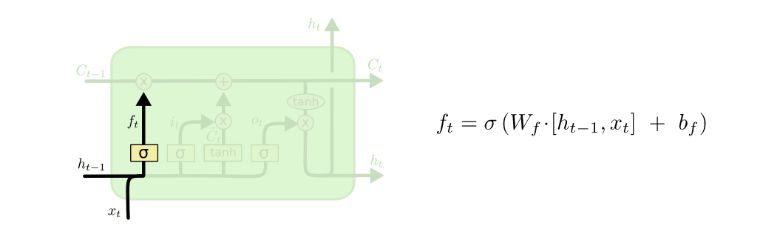 h_t
C_{t-1}
C_t
x
+
tanh
f_t
i_t
C̃_t
o_t
x
x
σ
σ
tanh
σ
h_{t-1}
h_t
x_t
f_t = σ (W_f·[h_{t-1}, x_t] + b_f)